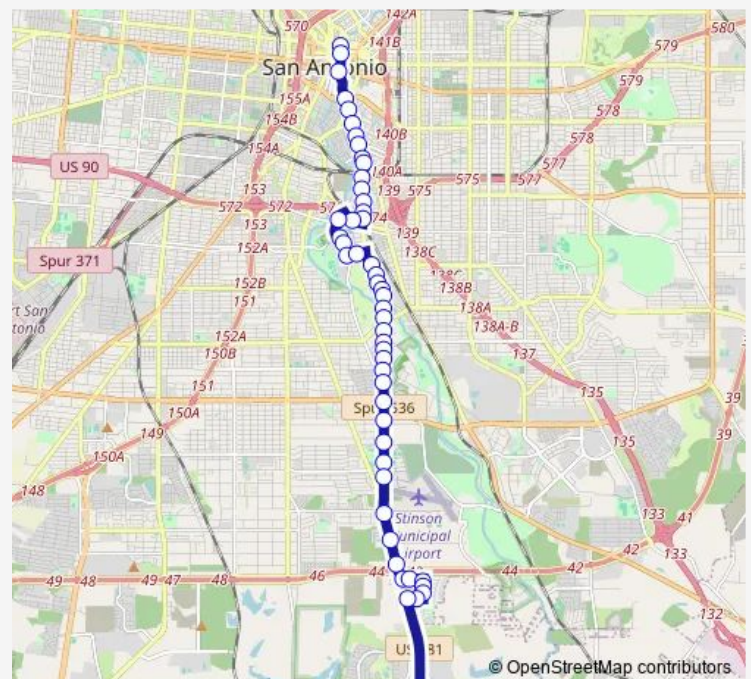 142A
570
141B
580
579
San Antonio
155A
579
578
154B
140B
578
154A
577
US 90
140A
153
139
575
575
577
572
572
57
74
153
139
Spur 371
152A
138C
138C
152B
138B
151
138A
138A-B
152A
150B
137
151
135
150A
Spur 536
39
149
135
39
150A
148
Stinson
Municipal
Airport
133
41
42
133
49
48
49
47
48
46
44
44
42
132
US 281
© OpenStreetMap contributors